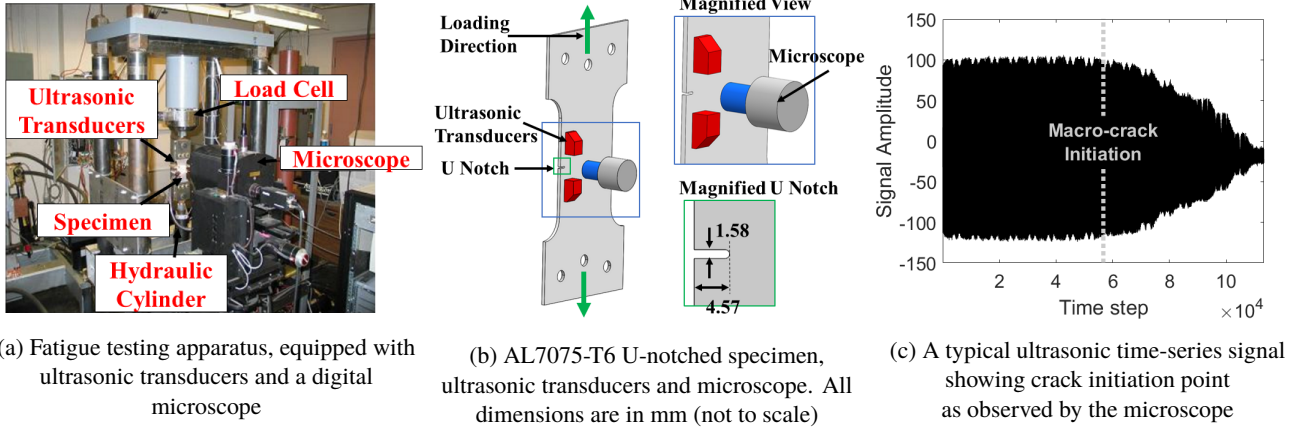 Ultrasonic
Transducers
Load Cell
Microscope
Specimen
Hydraulic
Cylinder
(a) Fatigue testing apparatus, equipped with
ultrasonic transducers and a digital
microscope
Loading
Direction
Ultrasonic
Transducers
U Notch
Magnified View
Microscope
Magnified U Notch
1.58
4.57
(b) AL7075-T6 U-notched specimen,
ultrasonic transducers and microscope. All
dimensions are in mm (not to scale)
150
100
50
0
-50
-100
-150
Signal Amplitude
Macro-crack
Initiation
2 4 6 8 10
Time step
×10⁴
(c) A typical ultrasonic time-series signal
showing crack initiation point
as observed by the microscope